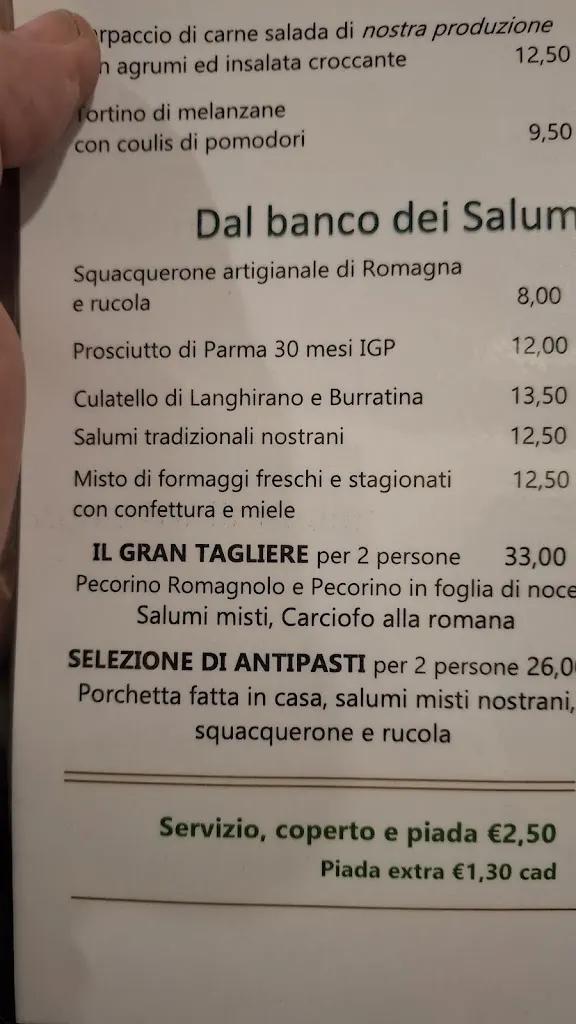 rpaccio di carne salada di nostra produzione
n agrumi ed insalata croccante 12,50
Tortino di melanzane
con coulis di pomodori 9,50
Dal banco dei Salum
Squacquerone artigianale di Romagna
e rucola 8,00
Prosciutto di Parma 30 mesi IGP 12,00
Culatello di Langhirano e Burratina 13,50
Salumi tradizionali nostrani 12,50
Misto di formaggi freschi e stagionati 12,50
con confettura e miele
IL GRAN TAGLIERE per 2 persone 33,00
Pecorino Romagnolo e Pecorino in foglia di noce
Salumi misti, Carciofo alla romana
SELEZIONE DI ANTIPASTI per 2 persone 26,0
Porchetta fatta in casa, salumi misti nostrani,
squacquerone e rucola
Servizio, coperto e piada €2,50
Piada extra €1,30 cad